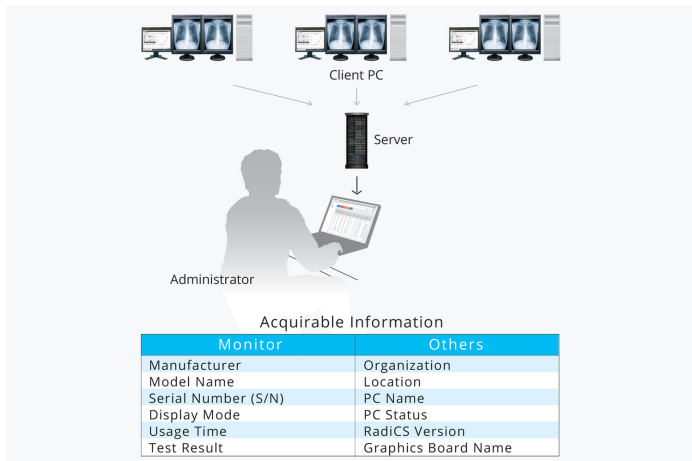 Client PC
Server
Administrator
Acquirable Information
Monitor Others
Manufacturer Organization
Model Name Location
Serial Number (S/N) PC Name
Display Mode PC Status
Usage Time RadiCS Version
Test Result Graphics Board Name